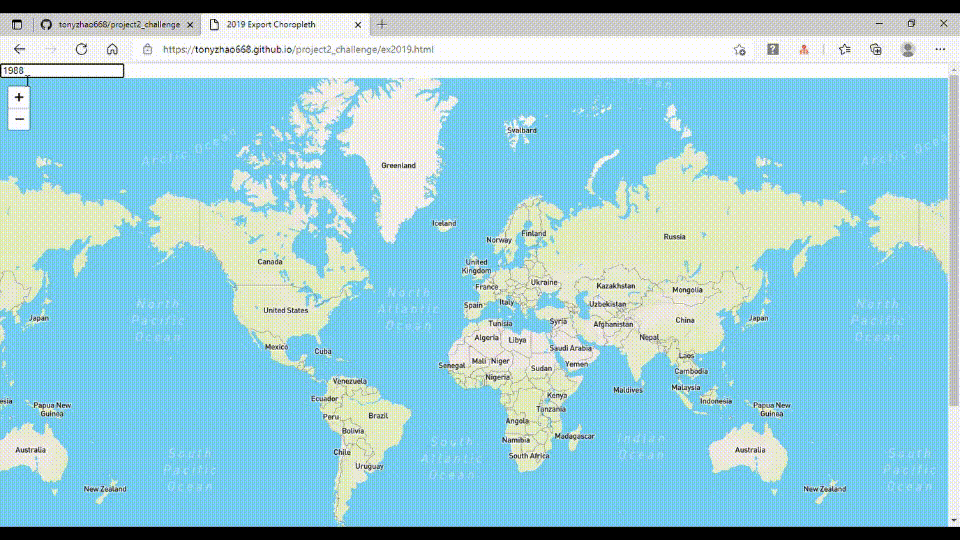 tonyzhao668/project2_challenge
2019 Export Choropleth
https://tonyzhao668.github.io/project2_challenge/ex2019.html
1988
+
−
Arctic Ocean
Ocean
Arctic Ocean
Svalbard
Greenland
Iceland
Finland
Norway
Russia
Canada
United
Kingdom
France
Ukraine
Kazakhstan
Mongolia
Spain
Italy
Uzbekistan
North
Pacific
Ocean
North
Atlantic
Ocean
North
Pacific
Ocean
United States
Japan
China
Japan
Tunisia
Syria
Afghanistan
Algeria
Libya
Nepal
Mexico
Cuba
Saudi Arabia
Laos
Senegal
Mali
Niger
Sudan
Yemen
Cambodia
Nigeria
Venezuela
Maldives
Malaysia
Ecuador
Kenya
Indonesia
esia
Papua New
Guinea
Peru
Brazil
Tanzania
Papua New
Guinea
Bolivia
Angola
Madagascar
Namibia
Australia
Chile
South Africa
Australia
South
Pacific
Ocean
South
Atlantic
Ocean
Indian
Ocean
South
Pacific
Ocean
Uruguay
New Zealand
New Zealand